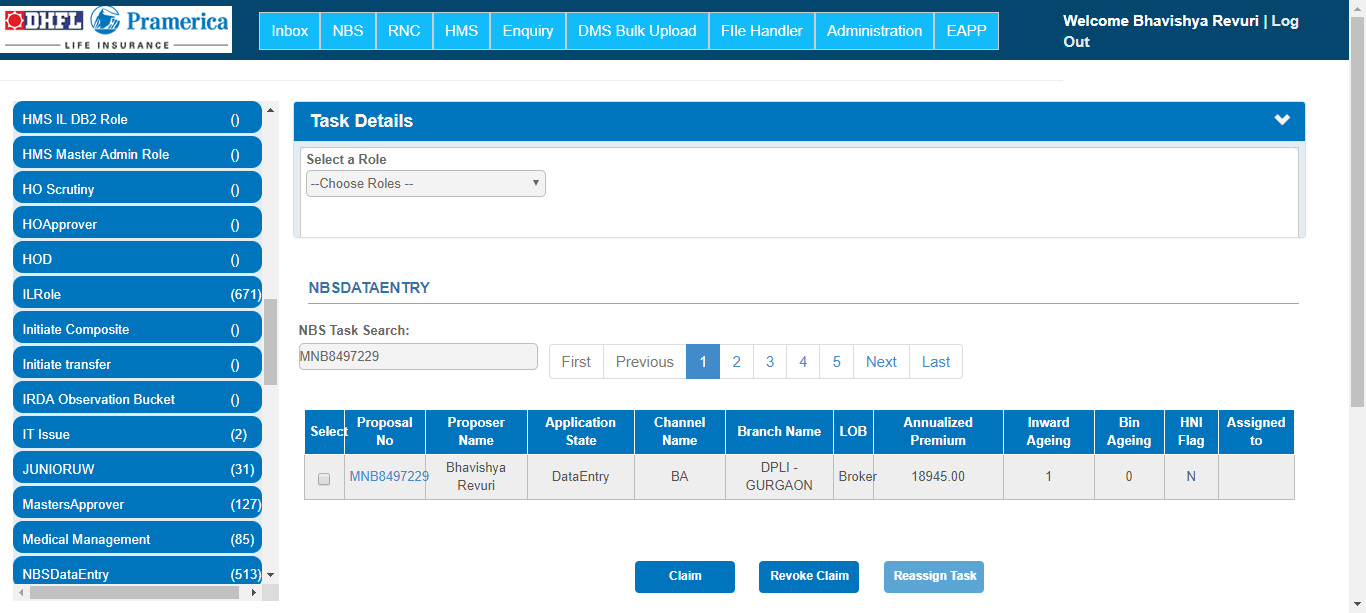 DHFL Pramerica
LIFE INSURANCE
Inbox NBS RNC HMS Enquiry DMS Bulk Upload FIle Handler Administration EAPP
Welcome Bhavishya Revuri | Log
Out
HMS IL DB2 Role ()
HMS Master Admin Role ()
HO Scrutiny ()
HOApprover ()
HOD ()
ILRole (671)
Initiate Composite ()
Initiate transfer ()
IRDA Observation Bucket ()
IT Issue (2)
JUNIORUW (31)
MastersApprover (127)
Medical Management (85)
NBSDataEntry (513)
Task Details
Select a Role
--Choose Roles --
NBSDATAENTRY
NBS Task Search:
MNB8497229
First Previous 1 2 3 4 5 Next Last
Select Proposal Proposer Application Channel Branch Name LOB Annualized Inward Bin HNI Assigned
No Name State Name Premium Ageing Ageing Flag to
MNB8497229 Bhavishya DataEntry BA DPLI - Broker 18945.00 1 0 N
Revuri GURGAON
Claim Revoke Claim Reassign Task